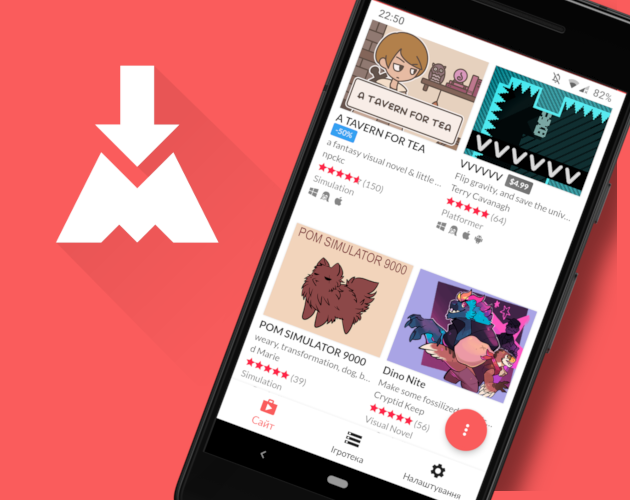 22:50
82%
A TAVERN FOR TEA
A TAVERN FOR TEA
-50%
a fantasy visual novel & little ...
npckc
(150)
Simulation
VVVVVV
VVVVVV $4.99
Flip gravity, and save the univ...
Terry Cavanagh
(64)
Platformer
POM SIMULATOR 9000
POM SIMULATOR 9000
weary, transformation, dog, b...
d Marie
(39)
Simulation
Dino Nite
Make some fossilized
Cryptid Keep
(56)
Visual Novel
Сайт
Ігротека
Налаштування